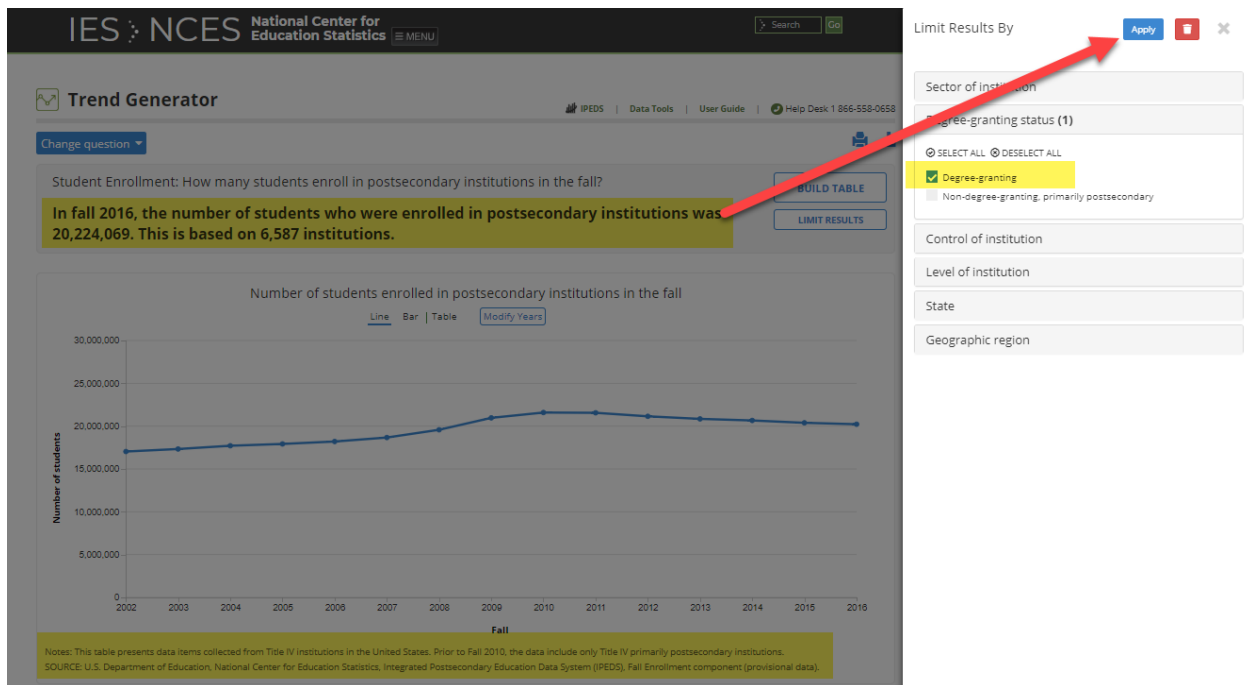 IES NCES National Center for Education Statistics ≡ MENU
Search Go
Trend Generator
IPEDS | Data Tools | User Guide | Help Desk 1 866-558-0658
Change question
Student Enrollment: How many students enroll in postsecondary institutions in the fall?
In fall 2016, the number of students who were enrolled in postsecondary institutions was
20,224,069. This is based on 6,587 institutions.
BUILD TABLE
LIMIT RESULTS
Number of students enrolled in postsecondary institutions in the fall
Line Bar | Table Modify Years
Number of students
30,000,000
25,000,000
20,000,000
15,000,000
10,000,000
5,000,000
0
2002 2003 2004 2005 2006 2007 2008 2009 2010 2011 2012 2013 2014 2015 2016
Fall
Notes: This table presents data items collected from Title IV institutions in the United States. Prior to Fall 2010, the data include only Title IV primarily postsecondary institutions.
SOURCE: U.S. Department of Education, National Center for Education Statistics, Integrated Postsecondary Education Data System (IPEDS), Fall Enrollment component (provisional data).
Limit Results By Apply
Sector of institution
Degree-granting status (1)
SELECT ALL DESELECT ALL
Degree-granting
Non-degree-granting, primarily postsecondary
Control of institution
Level of institution
State
Geographic region